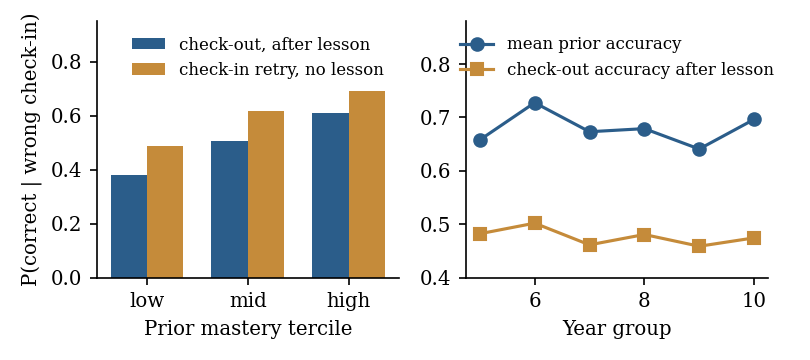 P(correct | wrong check-in)
0.8
0.6
0.4
0.2
0.0
check-out, after lesson
check-in retry, no lesson
low mid high
Prior mastery tercile
0.8
0.7
0.6
0.5
0.4
mean prior accuracy
check-out accuracy after lesson
6 8 10
Year group